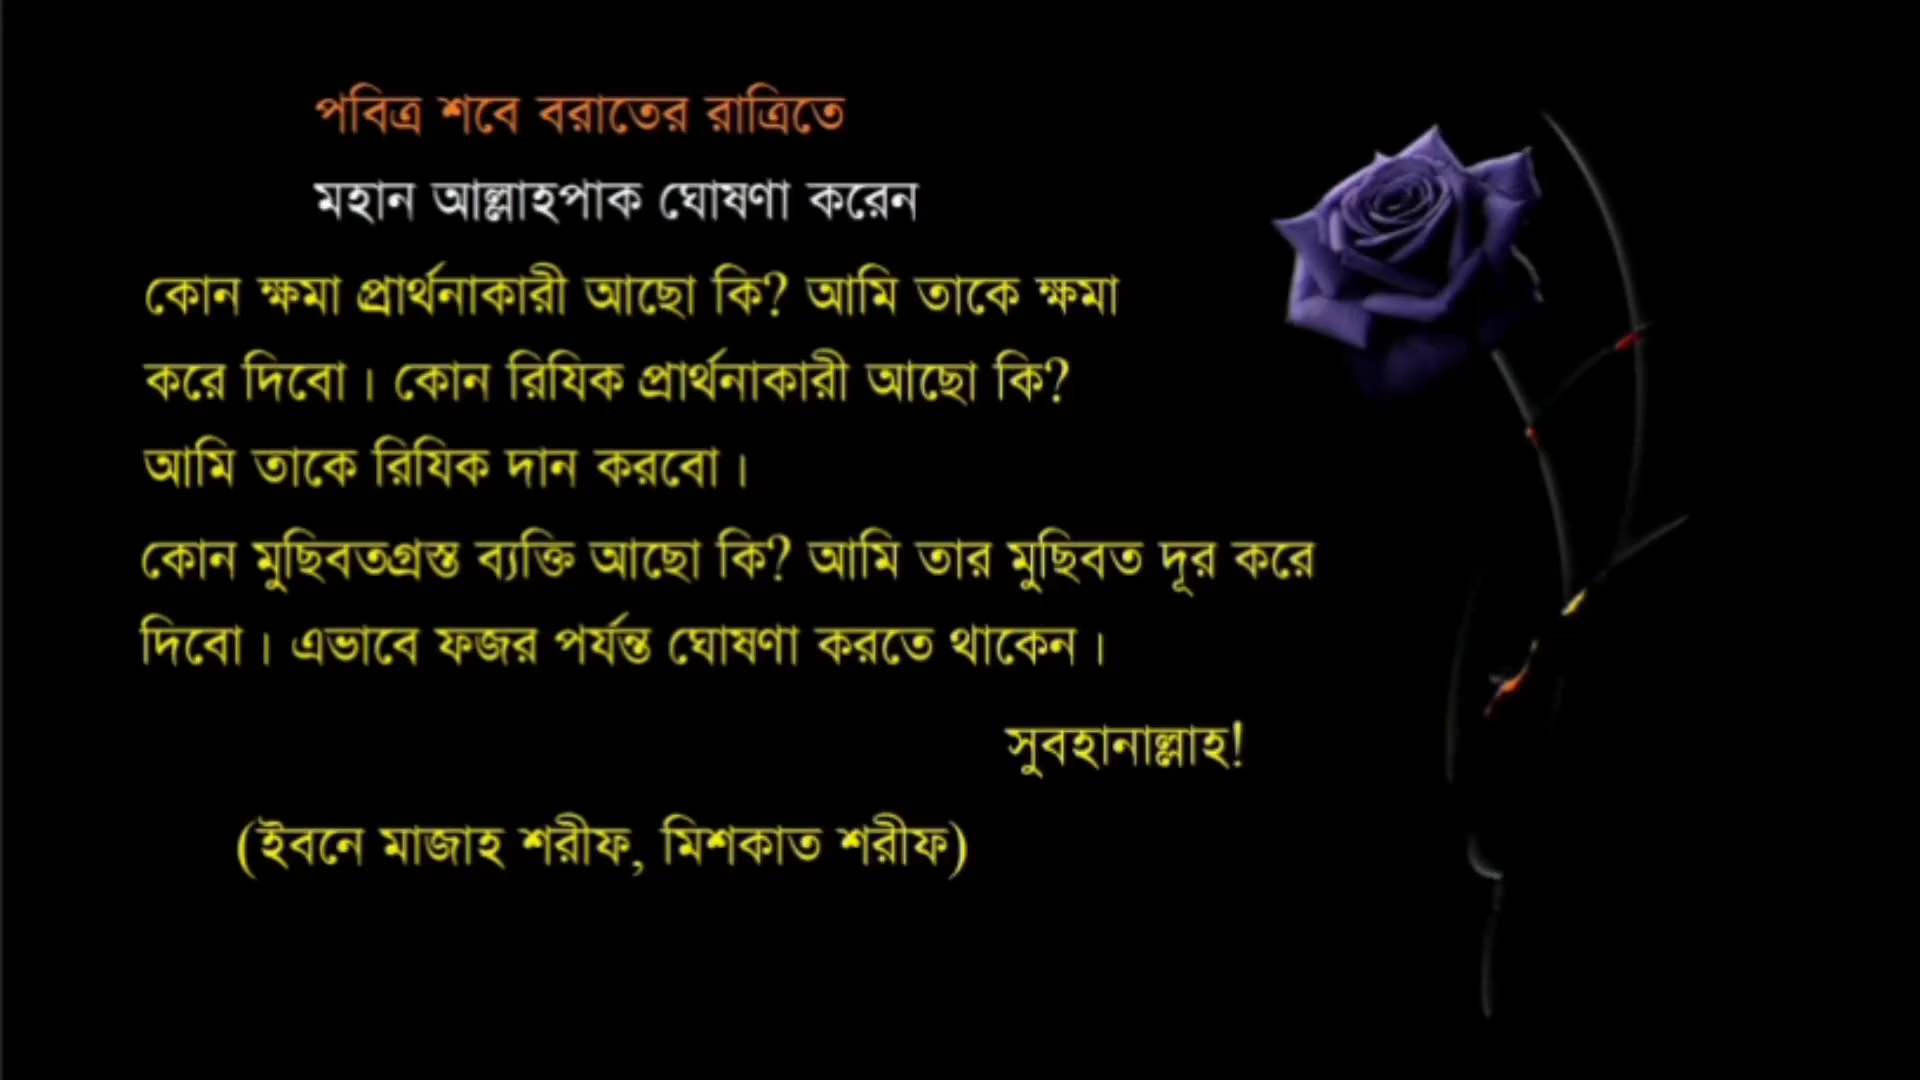 পবিত্র শবে বরাতের রাত্রিতে
মহান আল্লাহপাক ঘোষণা করেন
কোন ক্ষমা প্রার্থনাকারী আছো কি? আমি তাকে ক্ষমা
করে দিবো। কোন রিযিক প্রার্থনাকারী আছো কি?
আমি তাকে রিযিক দান করবো।
কোন মুছিবতগ্রস্ত ব্যক্তি আছো কি? আমি তার মুছিবত দূর করে
দিবো। এভাবে ফজর পর্যন্ত ঘোষণা করতে থাকেন।
সুবহানাল্লাহ!
(ইবনে মাজাহ শরীফ, মিশকাত শরীফ)